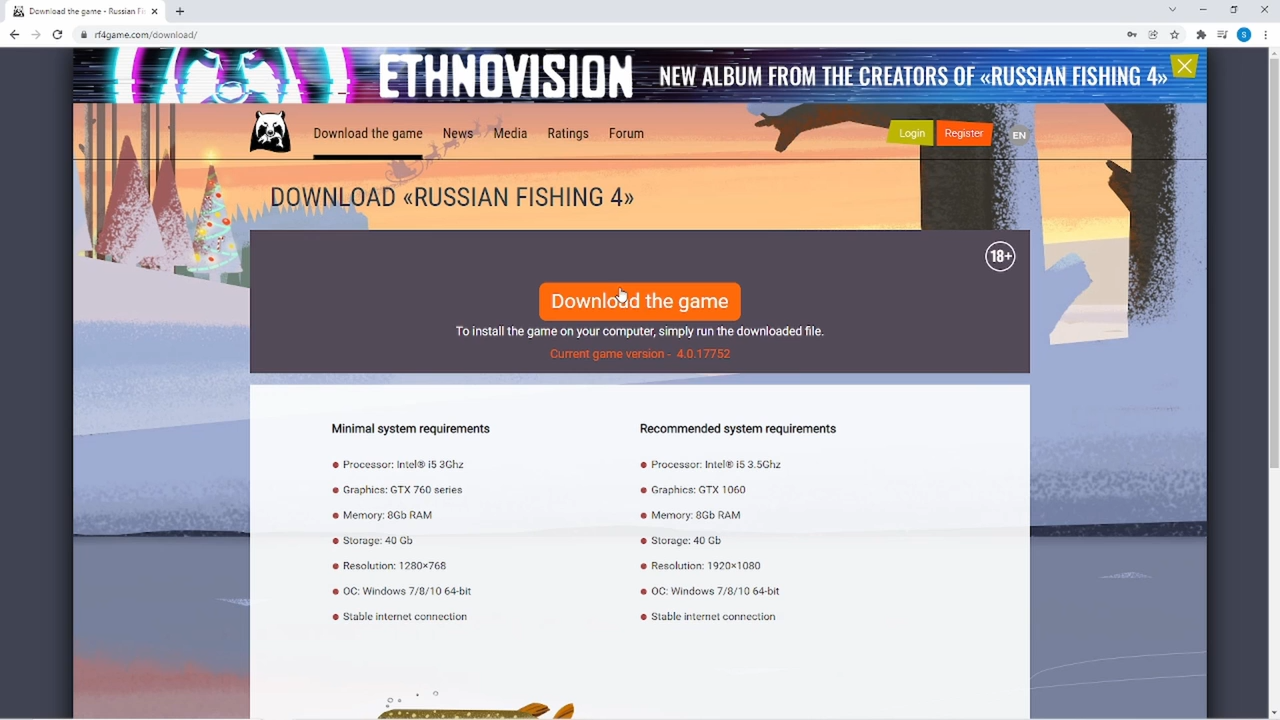 Download the game - Russian Fi
rf4game.com/download/
S
ETHNOVISION
NEW ALBUM FROM THE CREATORS OF «RUSSIAN FISHING 4»
Download the game
News
Media
Ratings
Forum
Login
Register
EN
DOWNLOAD «RUSSIAN FISHING 4»
18+
Download the game
To install the game on your computer, simply run the downloaded file.
Current game version - 4.0.17752
Minimal system requirements
Processor: Intel® i5 3Ghz
Graphics: GTX 760 series
Memory: 8Gb RAM
Storage: 40 Gb
Resolution: 1280×768
OC: Windows 7/8/10 64-bit
Stable internet connection
Recommended system requirements
Processor: Intel® i5 3.5Ghz
Graphics: GTX 1060
Memory: 8Gb RAM
Storage: 40 Gb
Resolution: 1920×1080
OC: Windows 7/8/10 64-bit
Stable internet connection